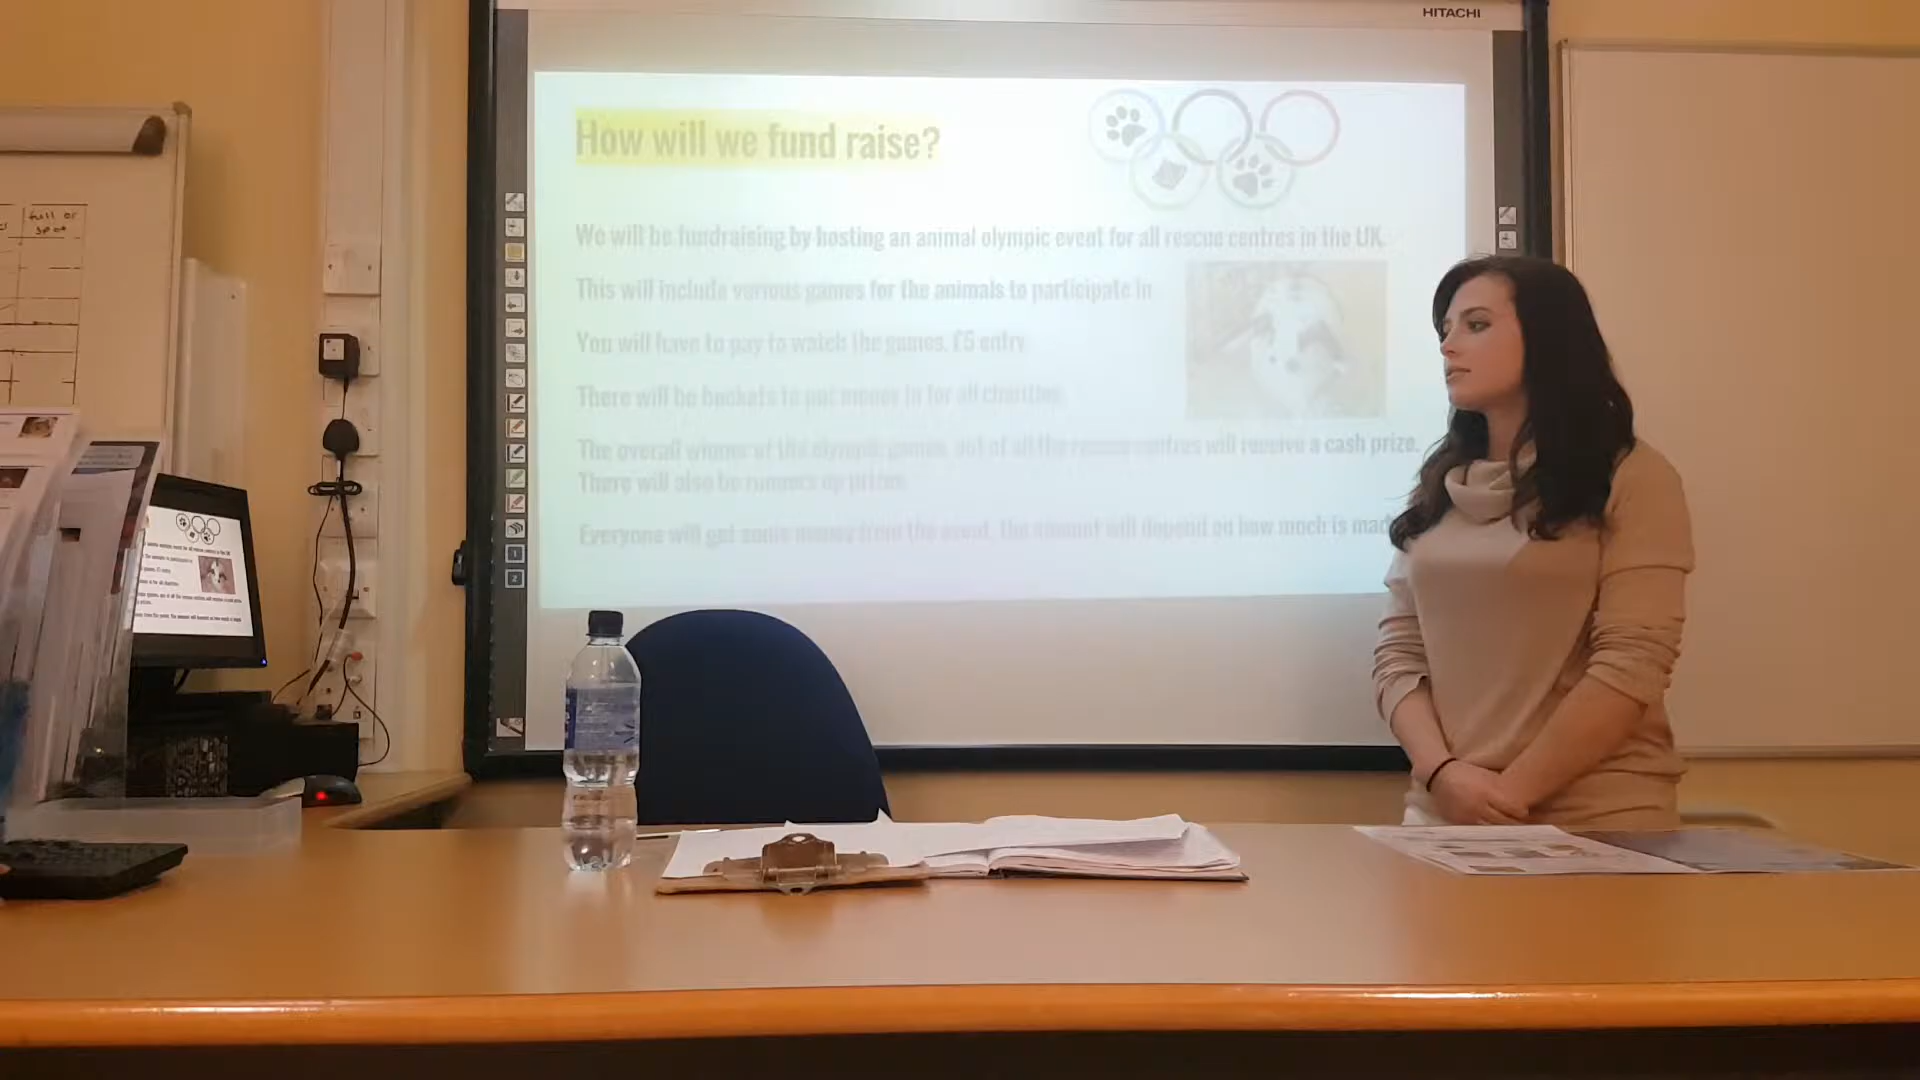 HITACHI
How will we fund raise?
We will be fundraising by hosting an animal olympic event for all rescue centres in the UK
This will include various games for the animals to participate in
You will have to pay to watch the games. £5 entry
There will be buckets to put money in for all charities
The overall winner of the olympic games, out of all the rescue centres will receive a cash prize.
There will also be runners up prizes
Everyone will get some money from the event, the amount will depend on how much is made
full or
1
2